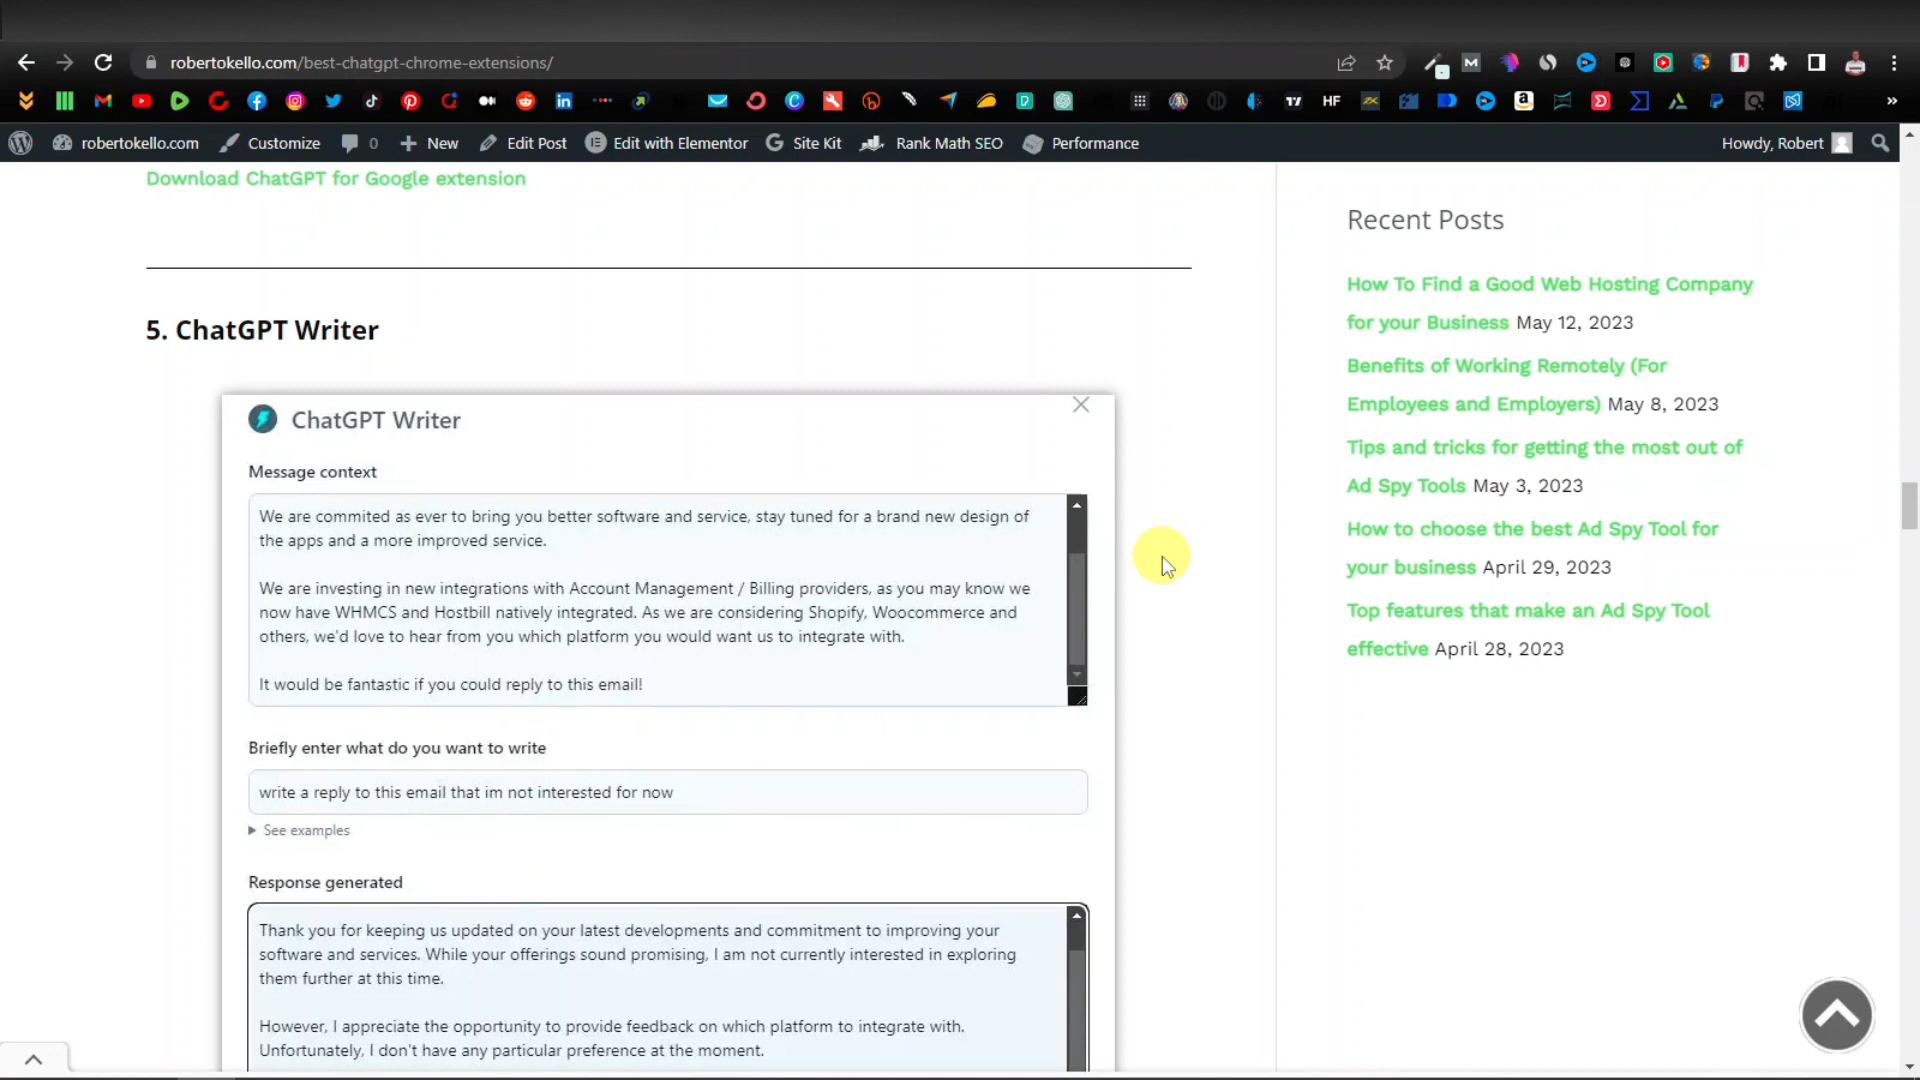 robertokello.com/best-chatgpt-chrome-extensions/
robertokello.com
Customize
0
New
Edit Post
Edit with Elementor
Site Kit
Rank Math SEO
Performance
Howdy, Robert
Download ChatGPT for Google extension
5. ChatGPT Writer
ChatGPT Writer
Message context
We are commited as ever to bring you better software and service, stay tuned for a brand new design of
the apps and a more improved service.
We are investing in new integrations with Account Management / Billing providers, as you may know we
now have WHMCS and Hostbill natively integrated. As we are considering Shopify, Woocommerce and
others, we'd love to hear from you which platform you would want us to integrate with.
It would be fantastic if you could reply to this email!
Briefly enter what do you want to write
write a reply to this email that im not interested for now
See examples
Response generated
Thank you for keeping us updated on your latest developments and commitment to improving your
software and services. While your offerings sound promising, I am not currently interested in exploring
them further at this time.
However, I appreciate the opportunity to provide feedback on which platform to integrate with.
Unfortunately, I don't have any particular preference at the moment.
Recent Posts
How To Find a Good Web Hosting Company
for your Business May 12, 2023
Benefits of Working Remotely (For
Employees and Employers) May 8, 2023
Tips and tricks for getting the most out of
Ad Spy Tools May 3, 2023
How to choose the best Ad Spy Tool for
your business April 29, 2023
Top features that make an Ad Spy Tool
effective April 28, 2023